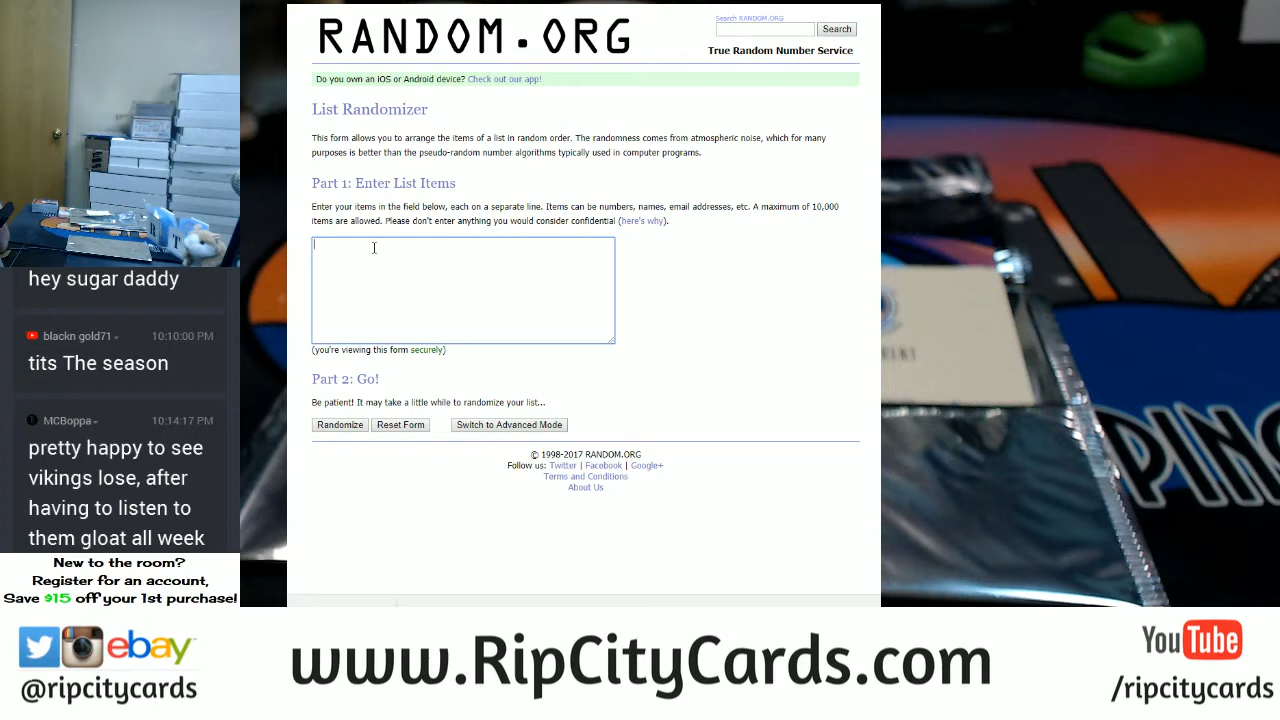 RANDOM.ORG
Search RANDOM.ORG
Search
True Random Number Service
Do you own an iOS or Android device? Check out our app!
List Randomizer
This form allows you to arrange the items of a list in random order. The randomness comes from atmospheric noise, which for many
purposes is better than the pseudo-random number algorithms typically used in computer programs.
Part 1: Enter List Items
Enter your items in the field below, each on a separate line. Items can be numbers, names, email addresses, etc. A maximum of 10,000
items are allowed. Please don't enter anything you would consider confidential (here's why).
(you're viewing this form securely)
Part 2: Go!
Be patient! It may take a little while to randomize your list...
Randomize Reset Form Switch to Advanced Mode
© 1998-2017 RANDOM.ORG
Follow us: Twitter | Facebook | Google+
Terms and Conditions
About Us
hey sugar daddy
blackn gold71 10:10:00 PM
tits The season
MCBoppa 10:14:17 PM
pretty happy to see
vikings lose, after
having to listen to
them gloat all week
New to the room?
Register for an account,
Save $15 off your 1st purchase!
ebay
@ripcitycards
www.RipCityCards.com
YouTube
/ripcitycards